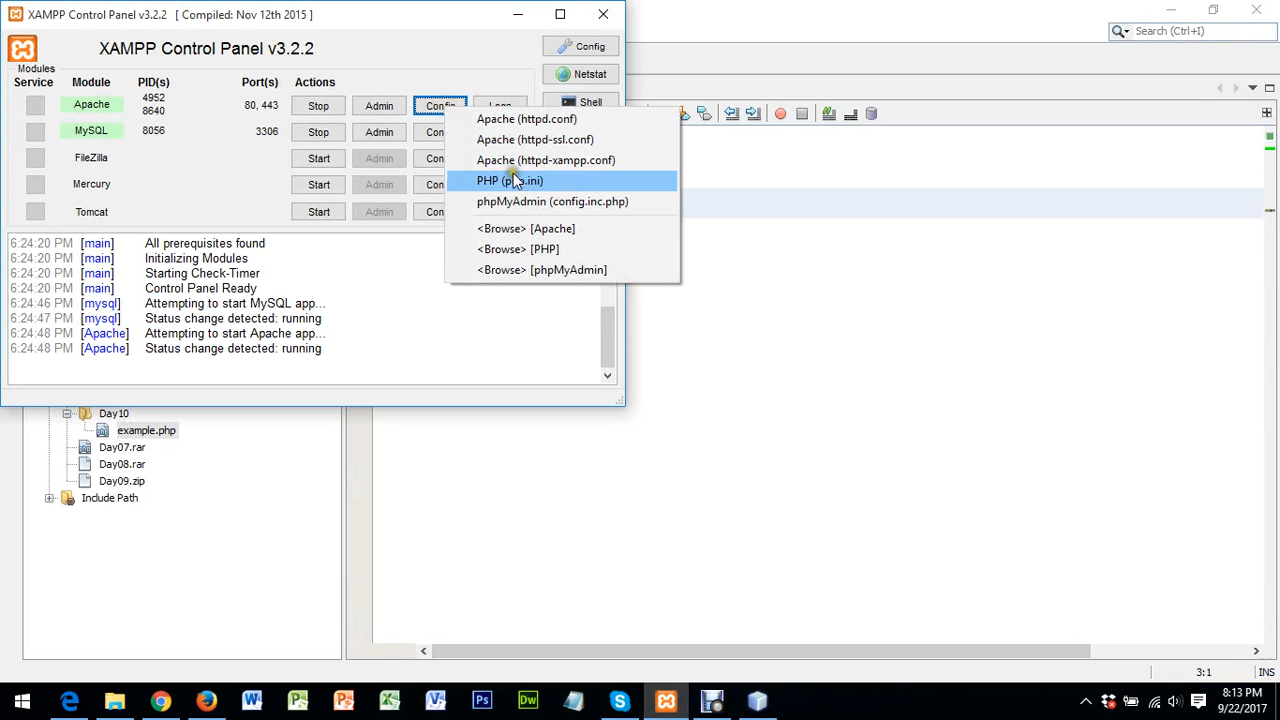 XAMPP Control Panel v3.2.2 [ Compiled: Nov 12th 2015 ]
Search (Ctrl+I)
XAMPP Control Panel v3.2.2
Config
Modules
Service Module PID(s) Port(s) Actions
Netstat
Apache 4952 8640 80, 443 Stop Admin Config Logs
Shell
MySQL 8056 3306 Stop Admin
FileZilla Start Admin
Mercury Start Admin
Tomcat Start Admin
Apache (httpd.conf)
Apache (httpd-ssl.conf)
Apache (httpd-xampp.conf)
PHP (php.ini)
phpMyAdmin (config.inc.php)
<Browse> [Apache]
<Browse> [PHP]
<Browse> [phpMyAdmin]
6:24:20 PM [main] All prerequisites found
6:24:20 PM [main] Initializing Modules
6:24:20 PM [main] Starting Check-Timer
6:24:20 PM [main] Control Panel Ready
6:24:46 PM [mysql] Attempting to start MySQL app...
6:24:47 PM [mysql] Status change detected: running
6:24:48 PM [Apache] Attempting to start Apache app...
6:24:48 PM [Apache] Status change detected: running
Day10
example.php
Day07.rar
Day08.rar
Day09.zip
Include Path
3:1 INS
8:13 PM
9/22/2017